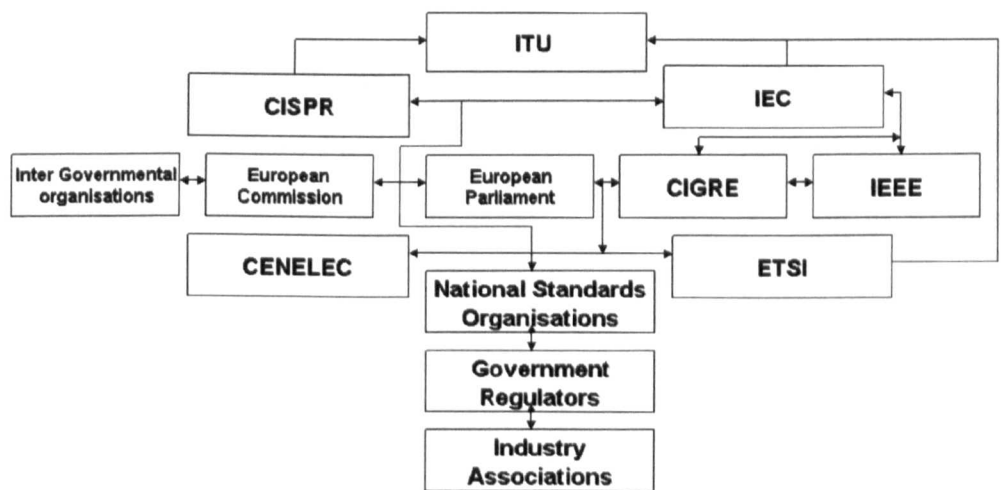 ITU
CISPR
IEC
Inter Governmental
organisations
European
Commission
European
Parliament
CIGRE
IEEE
CENELEC
ETSI
National Standards
Organisations
Government
Regulators
Industry
Associations